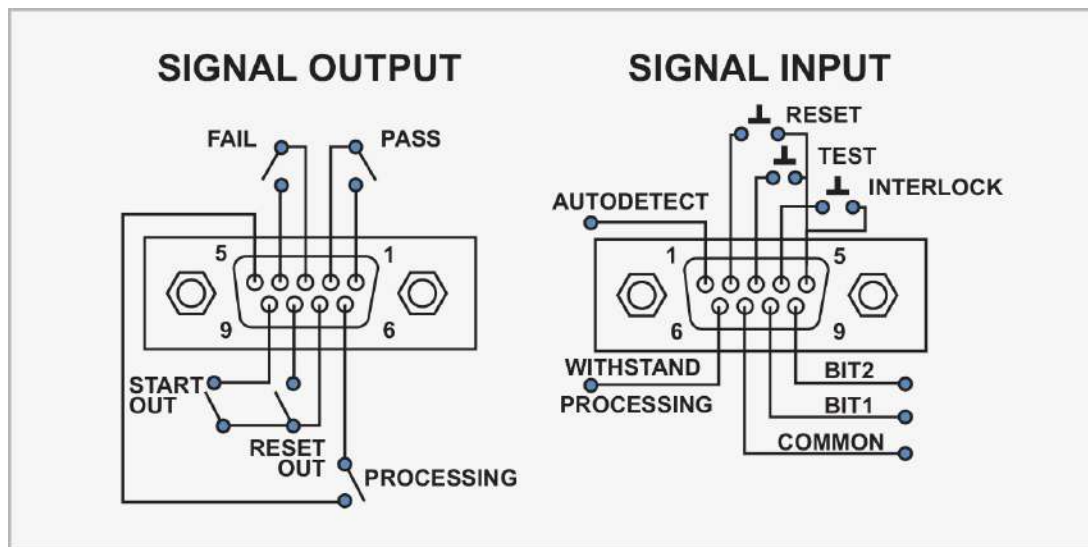 SIGNAL OUTPUT
FAIL
PASS
5
1
9
6
START
OUT
RESET
OUT
PROCESSING
SIGNAL INPUT
RESET
TEST
INTERLOCK
AUTODETECT
1
5
6
9
WITHSTAND
PROCESSING
BIT2
BIT1
COMMON